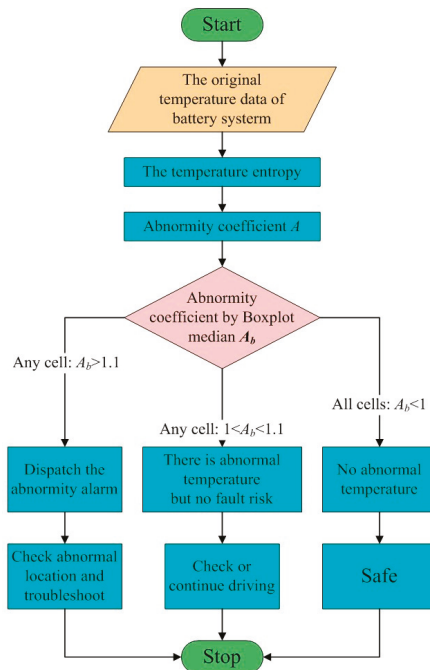 Start
The original
temperature data of
battery systerm
The temperature entropy
Abnormity coefficient A
Abnormity
coefficient by Boxplot
median A_b
Any cell: A_b>1.1
Any cell: 1<A_b<1.1
All cells: A_b<1
Dispatch the
abnormity alarm
There is abnormal
temperature
but no fault risk
No abnormal
temperature
Check abnormal
location and
troubleshoot
Check or
continue driving
Safe
Stop